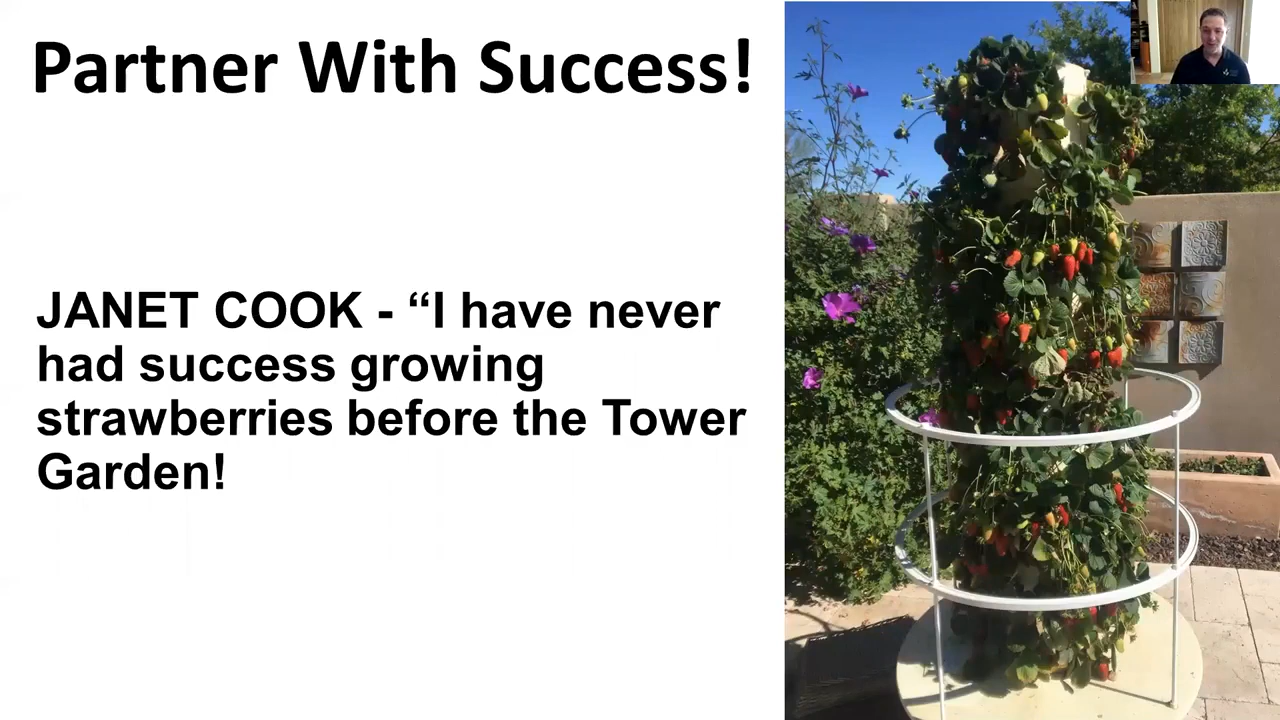 Partner With Success!
JANET COOK - “I have never
had success growing
strawberries before the Tower
Garden!